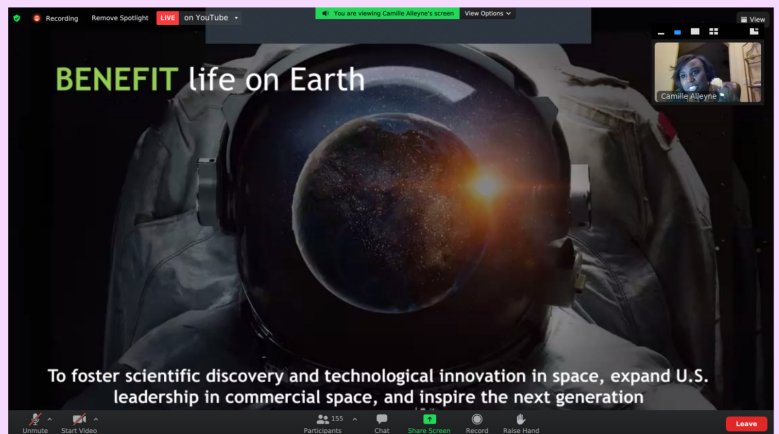 Recording
Remove Spotlight
LIVE on YouTube
You are viewing Camille Alleyne's screen
View Options
View
Camille Alleyne
BENEFIT life on Earth
To foster scientific discovery and technological innovation in space, expand U.S.
leadership in commercial space, and inspire the next generation
Unmute
Start Video
155
Participants
Chat
Share Screen
Record
Raise Hand
Leave